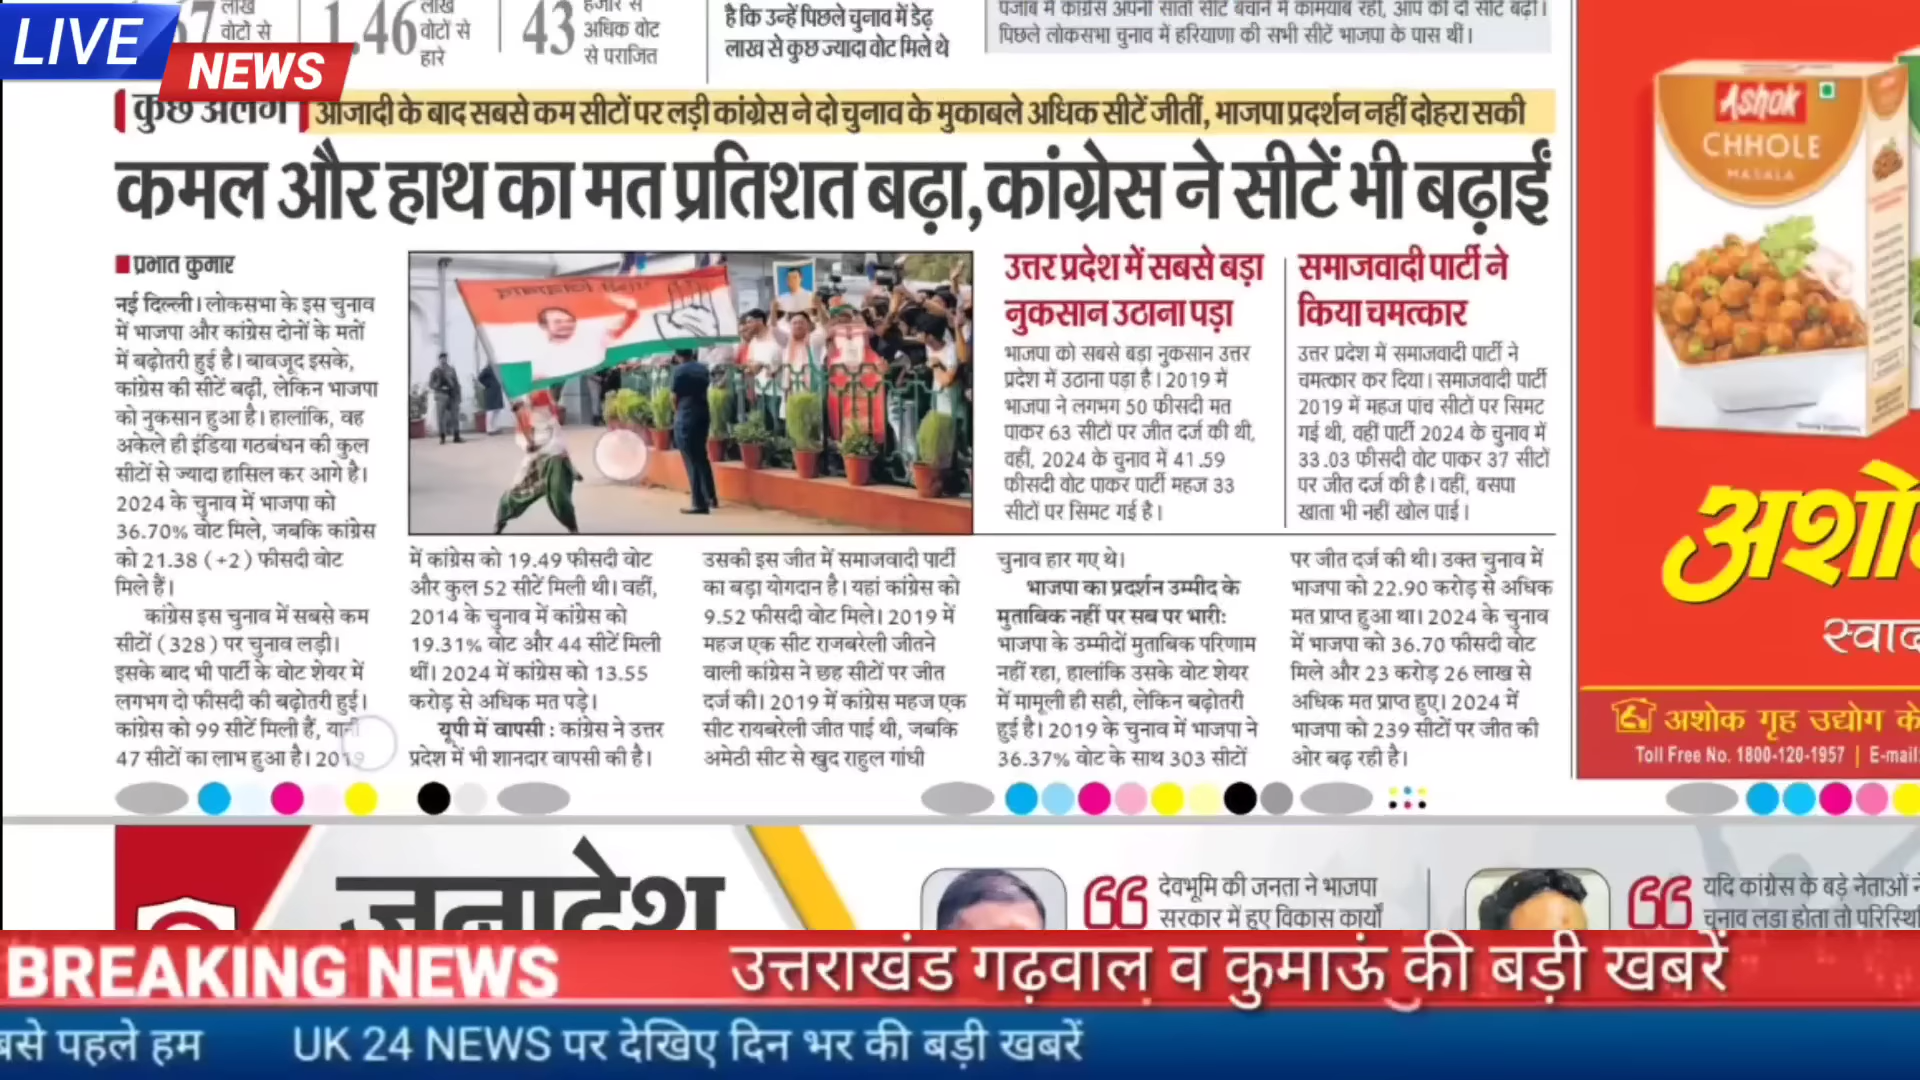 LIVE
NEWS
लाख
वोटों से
1.46 लाख
वोटों से
हारे
43 हजार से
अधिक वोट
से पराजित
है कि उन्हें पिछले चुनाव में डेढ़
लाख से कुछ ज्यादा वोट मिले थे
पंजाब में कांग्रेस अपनी सातों सीट बचाने में कामयाब रही, आप की दो सीट बढ़ी।
पिछले लोकसभा चुनाव में हरियाणा की सभी सीटें भाजपा के पास थीं।
कुछ अलग
आजादी के बाद सबसे कम सीटों पर लड़ी कांग्रेस ने दो चुनाव के मुकाबले अधिक सीटें जीतीं, भाजपा प्रदर्शन नहीं दोहरा सकी
कमल और हाथ का मत प्रतिशत बढ़ा, कांग्रेस ने सीटें भी बढ़ाईं
प्रभात कुमार
नई दिल्ली। लोकसभा के इस चुनाव
में भाजपा और कांग्रेस दोनों के मतों
में बढ़ोतरी हुई है। बावजूद इसके,
कांग्रेस की सीटें बढ़ीं, लेकिन भाजपा
को नुकसान हुआ है। हालांकि, वह
अकेले ही इंडिया गठबंधन की कुल
सीटों से ज्यादा हासिल कर आगे है।
2024 के चुनाव में भाजपा को
36.70% वोट मिले, जबकि कांग्रेस
को 21.38 (+2) फीसदी वोट
मिले हैं।
कांग्रेस इस चुनाव में सबसे कम
सीटों (328) पर चुनाव लड़ी।
इसके बाद भी पार्टी के वोट शेयर में
लगभग दो फीसदी की बढ़ोतरी हुई।
कांग्रेस को 99 सीटें मिली हैं, यानी
47 सीटों का लाभ हुआ है। 2019
में कांग्रेस को 19.49 फीसदी वोट
और कुल 52 सीटें मिली थी। वहीं,
2014 के चुनाव में कांग्रेस को
19.31% वोट और 44 सीटें मिली
थीं। 2024 में कांग्रेस को 13.55
करोड़ से अधिक मत पड़े।
यूपी में वापसी : कांग्रेस ने उत्तर
प्रदेश में भी शानदार वापसी की है।
उसकी इस जीत में समाजवादी पार्टी
का बड़ा योगदान है। यहां कांग्रेस को
9.52 फीसदी वोट मिले। 2019 में
महज एक सीट राजबरेली जीतने
वाली कांग्रेस ने छह सीटों पर जीत
दर्ज की। 2019 में कांग्रेस महज एक
सीट रायबरेली जीत पाई थी, जबकि
अमेठी सीट से खुद राहुल गांधी
चुनाव हार गए थे।
भाजपा का प्रदर्शन उम्मीद के
मुताबिक नहीं पर सब पर भारी:
भाजपा के उम्मीदों मुताबिक परिणाम
नहीं रहा, हालांकि उसके वोट शेयर
में मामूली ही सही, लेकिन बढ़ोतरी
हुई है। 2019 के चुनाव में भाजपा ने
36.37% वोट के साथ 303 सीटों
पर जीत दर्ज की थी। उक्त चुनाव में
भाजपा को 22.90 करोड़ से अधिक
मत प्राप्त हुआ था। 2024 के चुनाव
में भाजपा को 36.70 फीसदी वोट
मिले और 23 करोड़ 26 लाख से
अधिक मत प्राप्त हुए। 2024 में
भाजपा को 239 सीटों पर जीत की
ओर बढ़ रही है।
उत्तर प्रदेश में सबसे बड़ा
नुकसान उठाना पड़ा
भाजपा को सबसे बड़ा नुकसान उत्तर
प्रदेश में उठाना पड़ा है। 2019 में
भाजपा ने लगभग 50 फीसदी मत
पाकर 63 सीटों पर जीत दर्ज की थी,
वहीं, 2024 के चुनाव में 41.59
फीसदी वोट पाकर पार्टी महज 33
सीटों पर सिमट गई है।
समाजवादी पार्टी ने
किया चमत्कार
उत्तर प्रदेश में समाजवादी पार्टी ने
चमत्कार कर दिया। समाजवादी पार्टी
2019 में महज पांच सीटों पर सिमट
गई थी, वहीं पार्टी 2024 के चुनाव में
33.03 फीसदी वोट पाकर 37 सीटों
पर जीत दर्ज की है। वहीं, बसपा
खाता भी नहीं खोल पाई।
Ashok
CHHOLE
MASALA
अशो
स्वाद
अशोक गृह उद्योग के
Toll Free No. 1800-120-1957 | E-mail:
जनादेश
देवभूमि की जनता ने भाजपा
सरकार में हुए विकास कार्यों
यदि कांग्रेस के बड़े नेताओं ने
चुनाव लड़ा होता तो
BREAKING NEWS
उत्तराखंड गढ़वाल व कुमाऊं की बड़ी खबरें
बसे पहले हम
UK 24 NEWS पर देखिए दिन भर की बड़ी खबरें